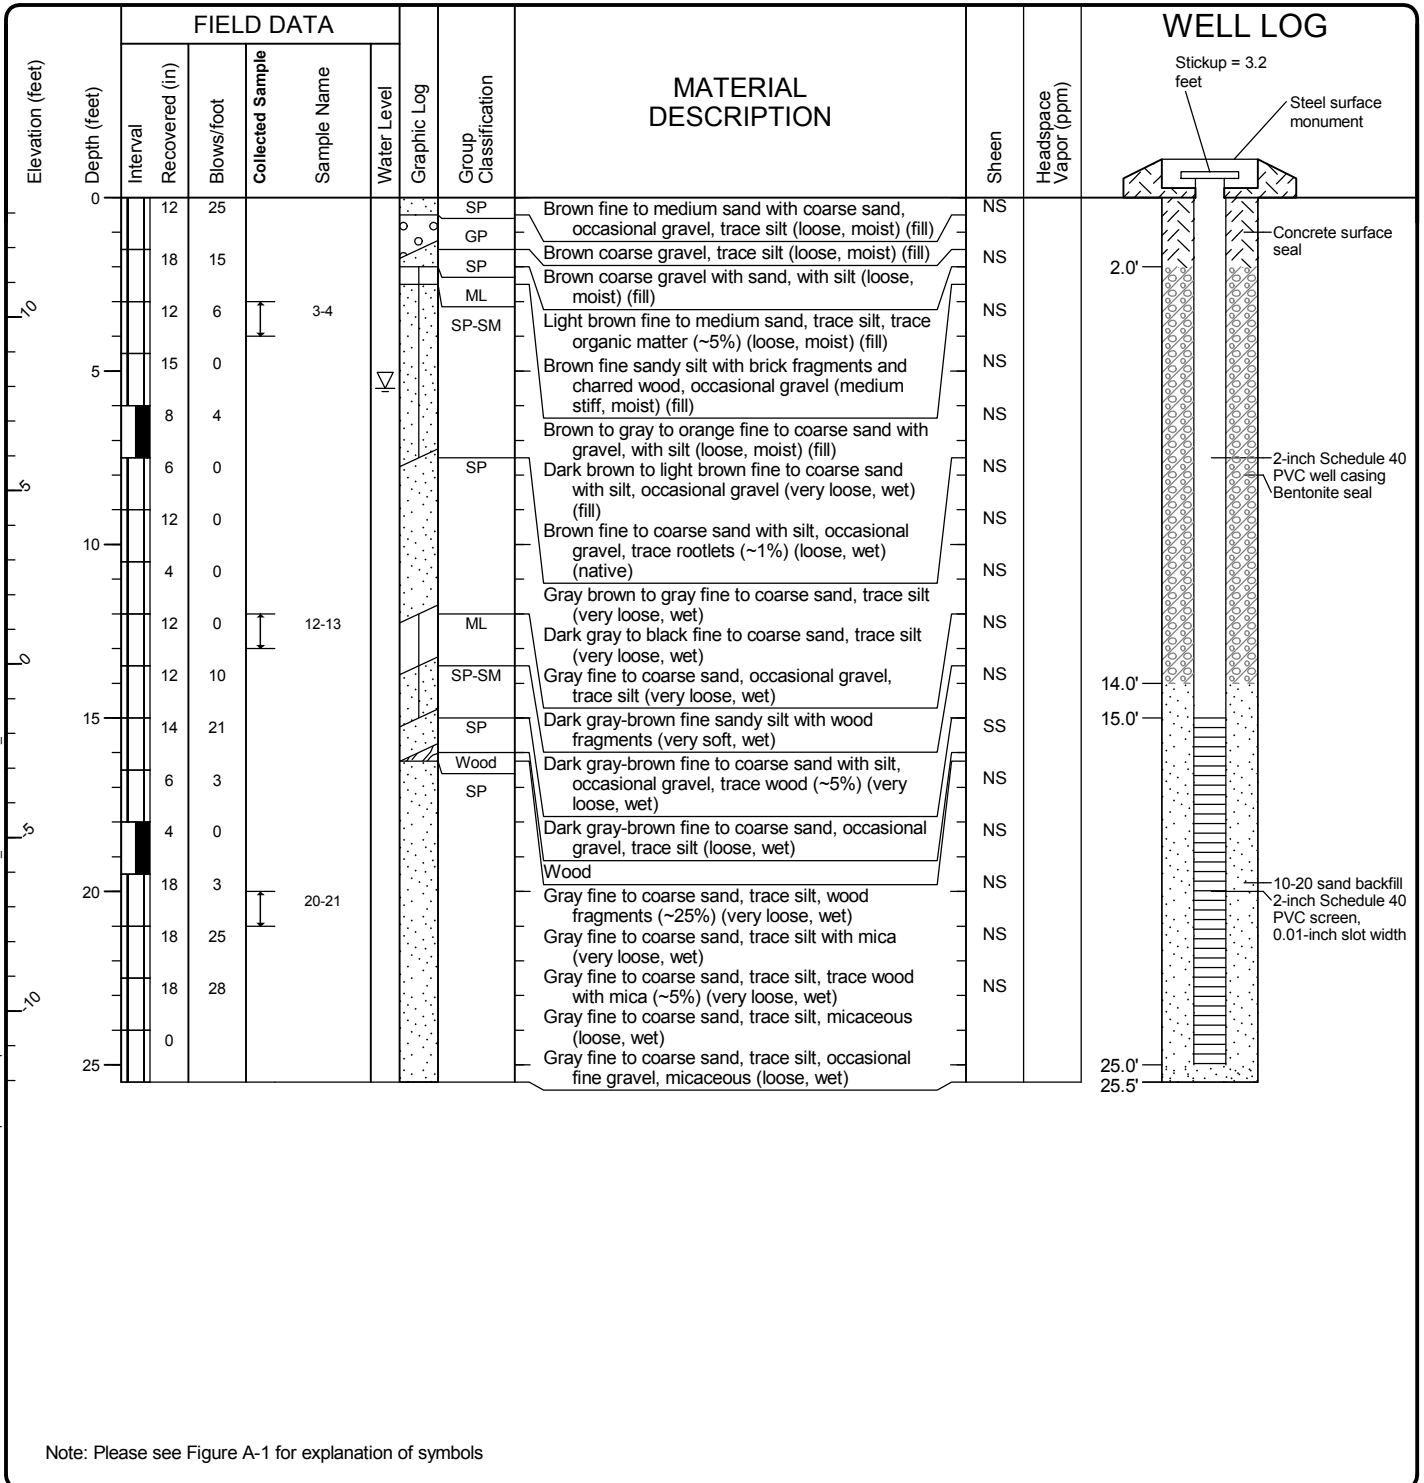 FIELD DATA
WELL LOG
Elevation (feet)
Depth (feet)
Interval
Recovered (in)
Blows/foot
Collected Sample
Sample Name
Water Level
Graphic Log
Group
Classification
MATERIAL
DESCRIPTION
Sheen
Headspace
Vapor (ppm)
Stickup = 3.2
feet
Steel surface
monument
Concrete surface
seal
2-inch Schedule 40
PVC well casing
Bentonite seal
10-20 sand backfill
2-inch Schedule 40
PVC screen,
0.01-inch slot width
2.0'
14.0'
15.0'
25.0'
25.5'
10
5
0
-5
-10
0
5
10
15
20
25
12 25
18 15
12 6
15 0
8 4
6 0
12 0
4 0
12 0
12 10
14 21
6 3
4 0
18 3
18 25
18 28
0
3-4
12-13
20-21
SP
GP
SP
ML
SP-SM
SP
ML
SP-SM
SP
Wood
SP
Brown fine to medium sand with coarse sand,
occasional gravel, trace silt (loose, moist) (fill)
Brown coarse gravel, trace silt (loose, moist) (fill)
Brown coarse gravel with sand, with silt (loose,
moist) (fill)
Light brown fine to medium sand, trace silt, trace
organic matter (~5%) (loose, moist) (fill)
Brown fine sandy silt with brick fragments and
charred wood, occasional gravel (medium
stiff, moist) (fill)
Brown to gray to orange fine to coarse sand with
gravel, with silt (loose, moist) (fill)
Dark brown to light brown fine to coarse sand
with silt, occasional gravel (very loose, wet)
(fill)
Brown fine to coarse sand with silt, occasional
gravel, trace rootlets (~1%) (loose, wet)
(native)
Gray brown to gray fine to coarse sand, trace silt
(very loose, wet)
Dark gray to black fine to coarse sand, trace silt
(very loose, wet)
Gray fine to coarse sand, occasional gravel,
trace silt (very loose, wet)
Dark gray-brown fine sandy silt with wood
fragments (very soft, wet)
Dark gray-brown fine to coarse sand with silt,
occasional gravel, trace wood (~5%) (very
loose, wet)
Dark gray-brown fine to coarse sand, occasional
gravel, trace silt (loose, wet)
Wood
Gray fine to coarse sand, trace silt, wood
fragments (~25%) (very loose, wet)
Gray fine to coarse sand, trace silt with mica
(very loose, wet)
Gray fine to coarse sand, trace silt, trace wood
with mica (~5%) (very loose, wet)
Gray fine to coarse sand, trace silt, micaceous
(loose, wet)
Gray fine to coarse sand, trace silt, occasional
fine gravel, micaceous (loose, wet)
NS
NS
NS
NS
NS
NS
NS
NS
NS
NS
SS
NS
NS
NS
NS
NS
Note: Please see Figure A-1 for explanation of symbols